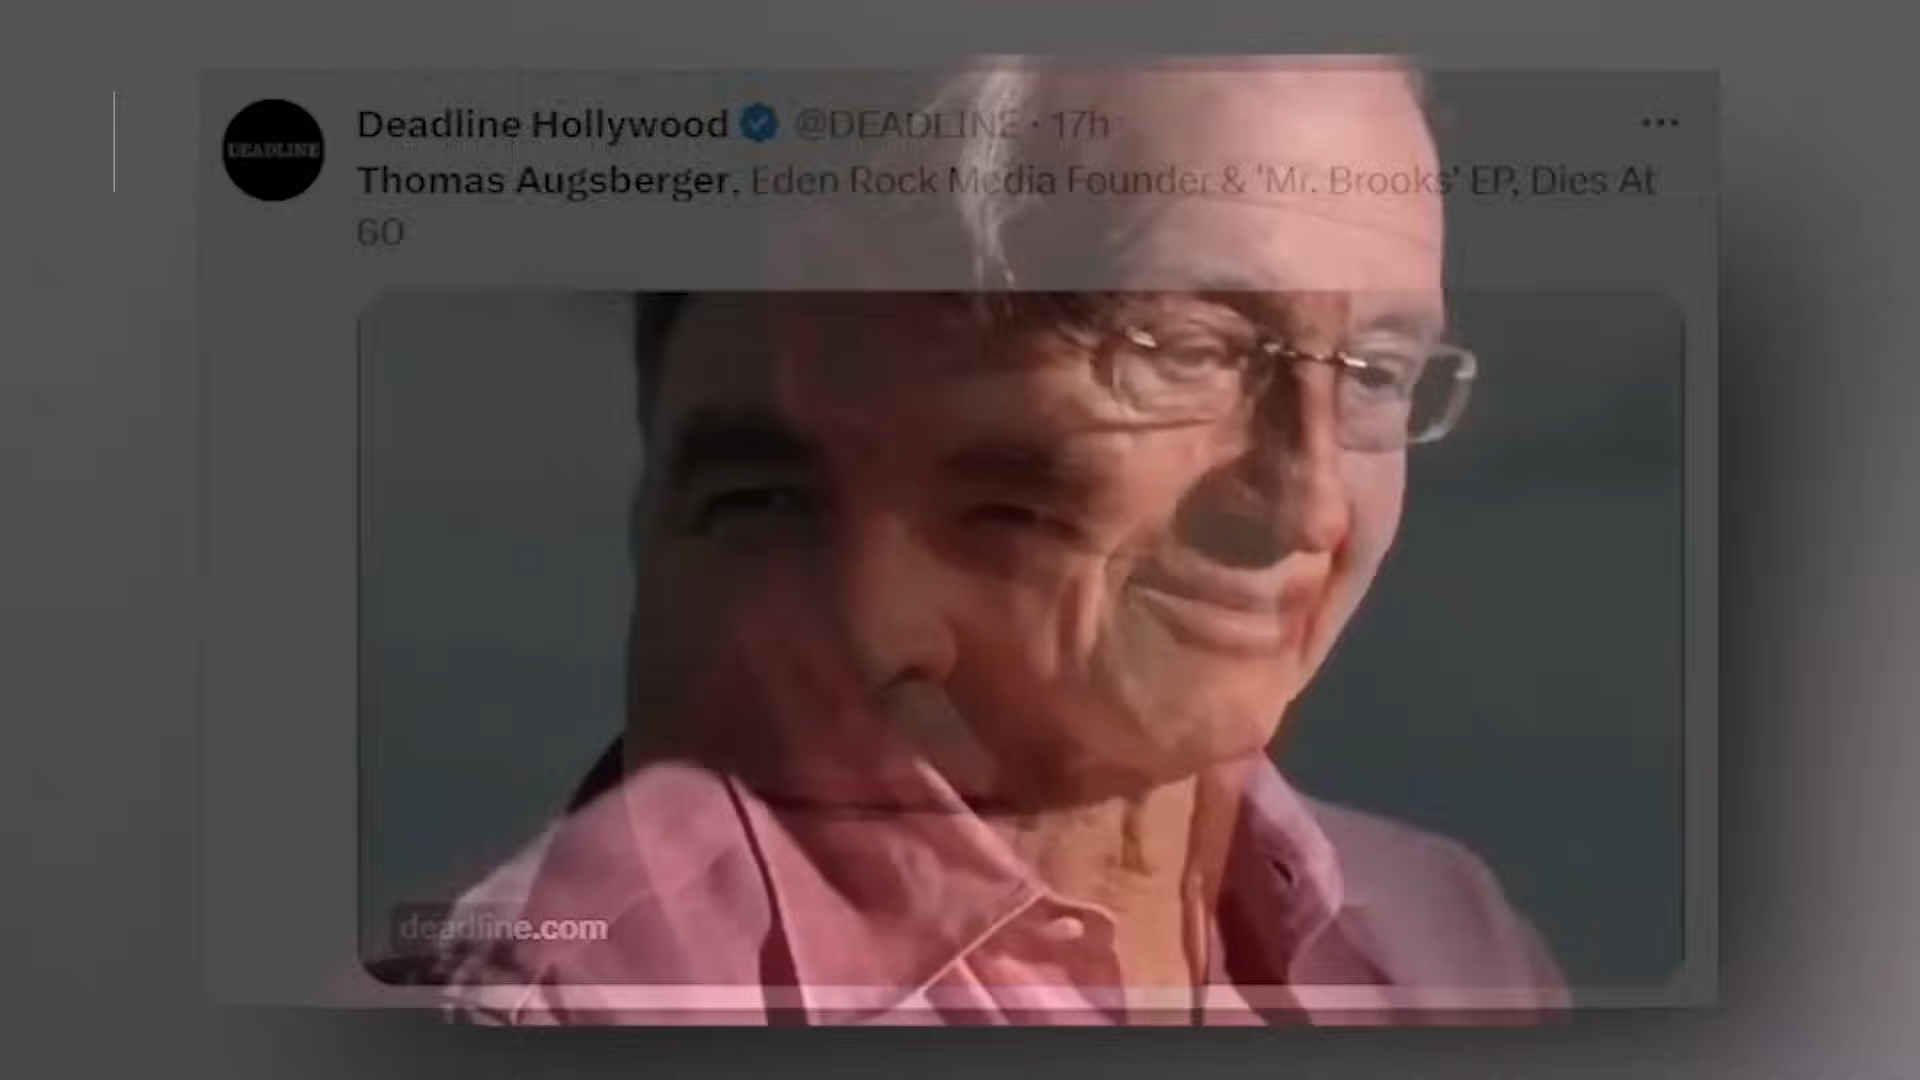 DEADLINE
Deadline Hollywood @DEADLINE · 17h
Thomas Augsberger, Eden Rock Media Founder & 'Mr. Brooks' EP, Dies At
60
deadline.com